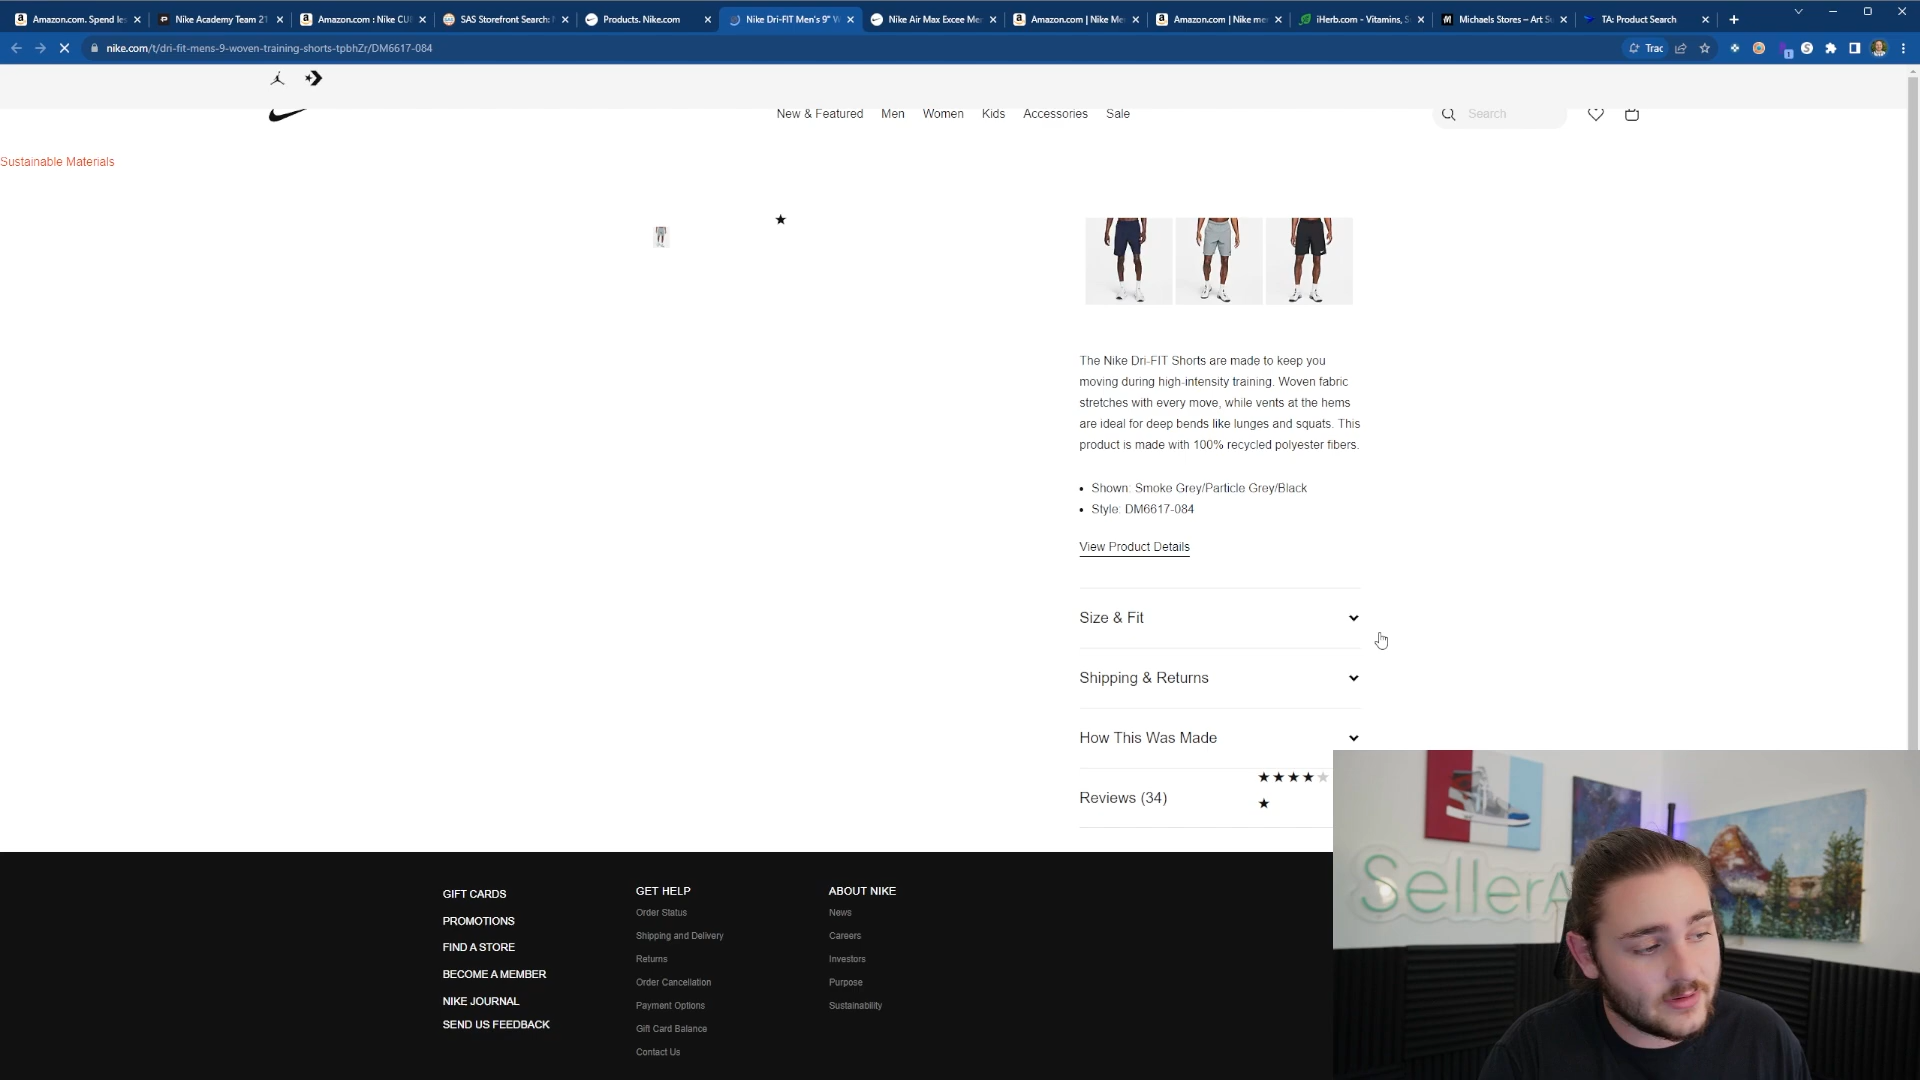 Amazon.com. Spend les
Nike Academy Team 21
Amazon.com : Nike CU
SAS Storefront Search:
Products. Nike.com
Nike Dri-FIT Men's 9" W
Nike Air Max Excee Men
Amazon.com | Nike Me
Amazon.com | Nike me
iHerb.com - Vitamins, S
Michaels Stores – Art S
TA: Product Search
nike.com/t/dri-fit-mens-9-woven-training-shorts-tpbhZr/DM6617-084
Trac
New & Featured
Men
Women
Kids
Accessories
Sale
Search
Sustainable Materials
The Nike Dri-FIT Shorts are made to keep you
moving during high-intensity training. Woven fabric
stretches with every move, while vents at the hems
are ideal for deep bends like lunges and squats. This
product is made with 100% recycled polyester fibers.
Shown: Smoke Grey/Particle Grey/Black
Style: DM6617-084
View Product Details
Size & Fit
Shipping & Returns
How This Was Made
Reviews (34)
SellerA
GIFT CARDS
PROMOTIONS
FIND A STORE
BECOME A MEMBER
NIKE JOURNAL
SEND US FEEDBACK
GET HELP
Order Status
Shipping and Delivery
Returns
Order Cancellation
Payment Options
Gift Card Balance
Contact Us
ABOUT NIKE
News
Careers
Investors
Purpose
Sustainability